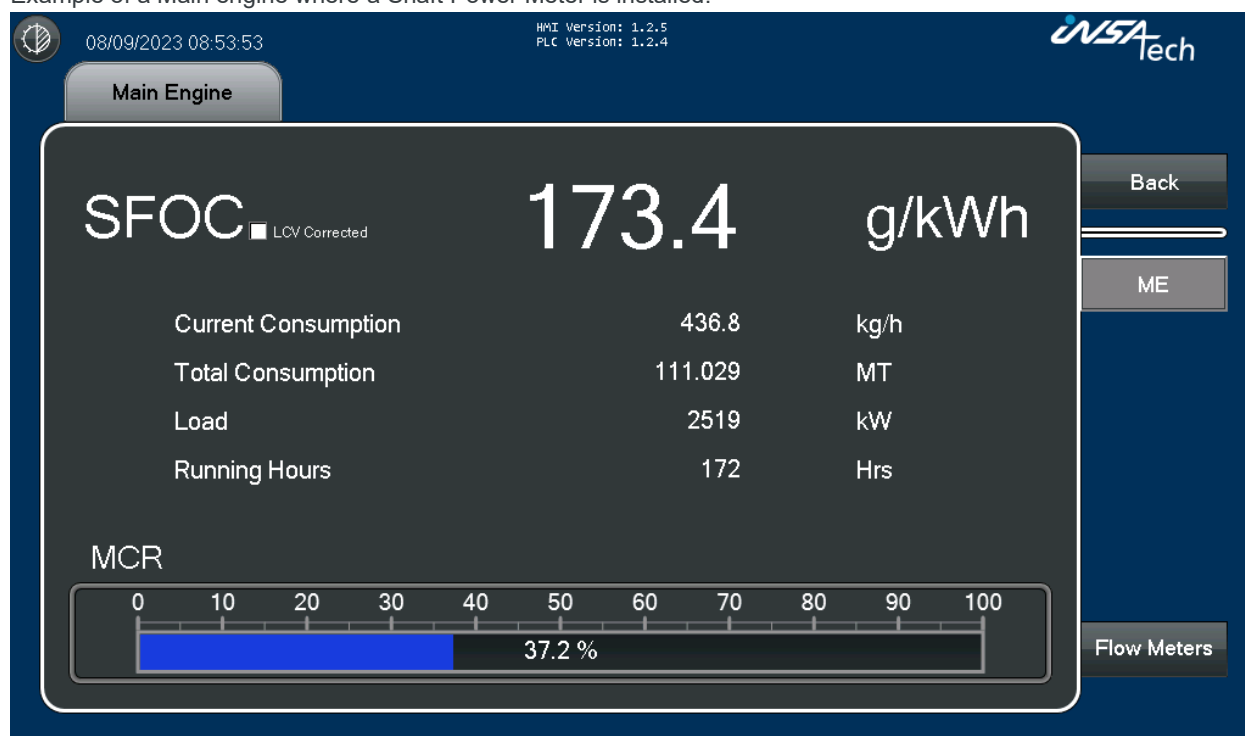 Example of a Main engine where a Shaft Power Meter is installed.
08/09/2023 08:53:53
HMI Version: 1.2.5
PLC Version: 1.2.4
iNSATech
Main Engine
SFOC LCV Corrected 173.4 g/kWh
Current Consumption 436.8 kg/h
Total Consumption 111.029 MT
Load 2519 kW
Running Hours 172 Hrs
MCR
0 10 20 30 40 50 60 70 80 90 100
37.2 %
Back
ME
Flow Meters